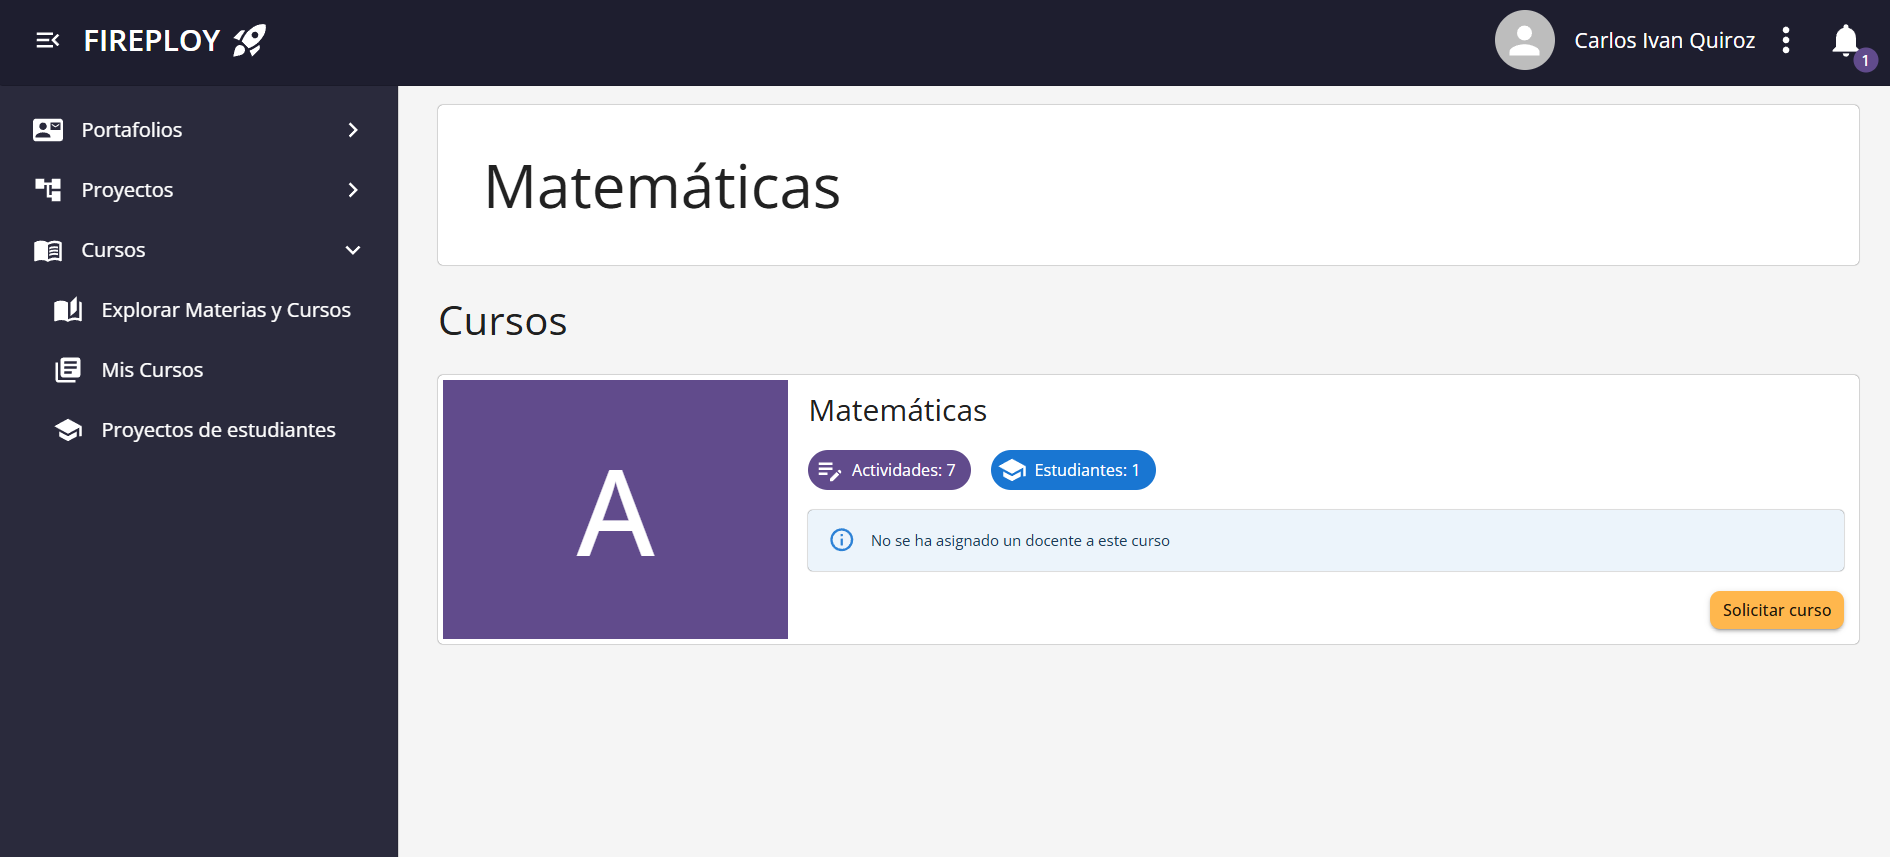 FIREPLOY
Carlos Ivan Quiroz
1
Portafolios
Proyectos
Cursos
Explorar Materias y Cursos
Mis Cursos
Proyectos de estudiantes
Matemáticas
Cursos
A
Matemáticas
Actividades: 7
Estudiantes: 1
No se ha asignado un docente a este curso
Solicitar curso